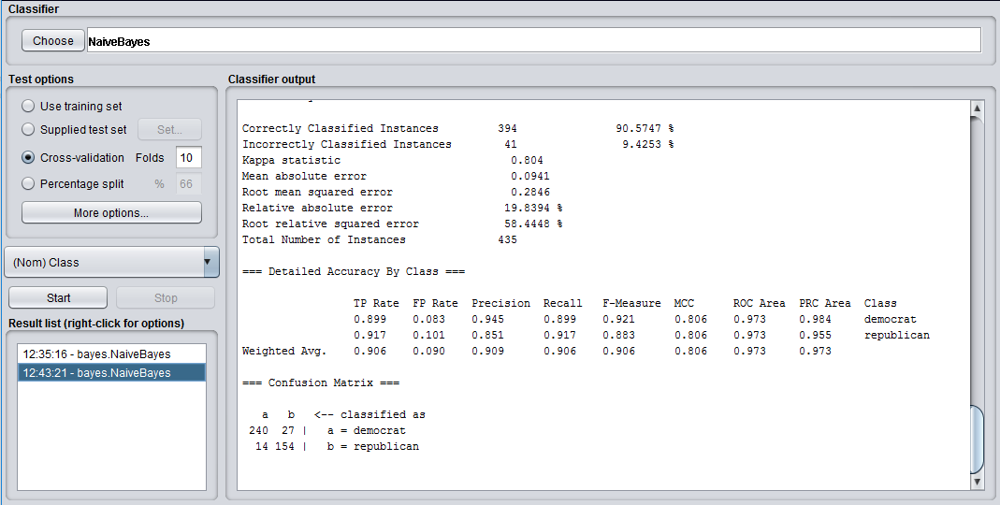 Classifier
Choose NaiveBayes
Test options
Use training set
Supplied test set Set...
Cross-validation Folds 10
Percentage split % 66
More options...
(Nom) Class
Start Stop
Result list (right-click for options)
12:35:16 - bayes.NaiveBayes
12:43:21 - bayes.NaiveBayes
Classifier output
Correctly Classified Instances 394 90.5747 %
Incorrectly Classified Instances 41 9.4253 %
Kappa statistic 0.804
Mean absolute error 0.0941
Root mean squared error 0.2846
Relative absolute error 19.8394 %
Root relative squared error 58.4448 %
Total Number of Instances 435
=== Detailed Accuracy By Class ===
TP Rate FP Rate Precision Recall F-Measure MCC ROC Area PRC Area Class
0.899 0.083 0.945 0.899 0.921 0.806 0.973 0.984 democrat
0.917 0.101 0.851 0.917 0.883 0.806 0.973 0.955 republican
Weighted Avg. 0.906 0.090 0.909 0.906 0.906 0.806 0.973 0.973
=== Confusion Matrix ===
a b <-- classified as
240 27 | a = democrat
14 154 | b = republican